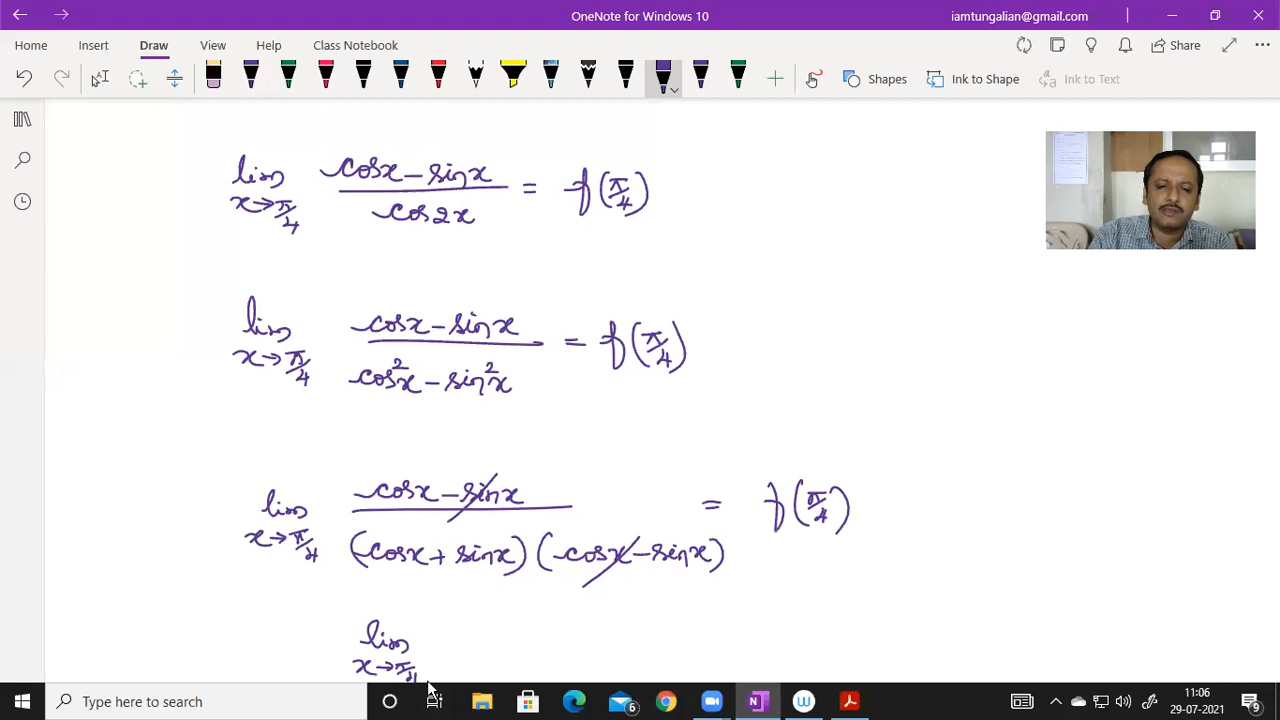 OneNote for Windows 10
iamtungalian@gmail.com
Home Insert Draw View Help Class Notebook
Share
Shapes
Ink to Shape
Ink to Text
lim x→π/4 (cosx − sinx)/(cos2x) = f(π/4)
lim x→π/4 (cosx − sinx)/(cos²x − sin²x) = f(π/4)
lim x→π/4 (cosx − sinx)/((cosx + sinx)(cosx − sinx)) = f(π/4)
lim x→π/4
Type here to search
6
W
11:06
29-07-2021
9